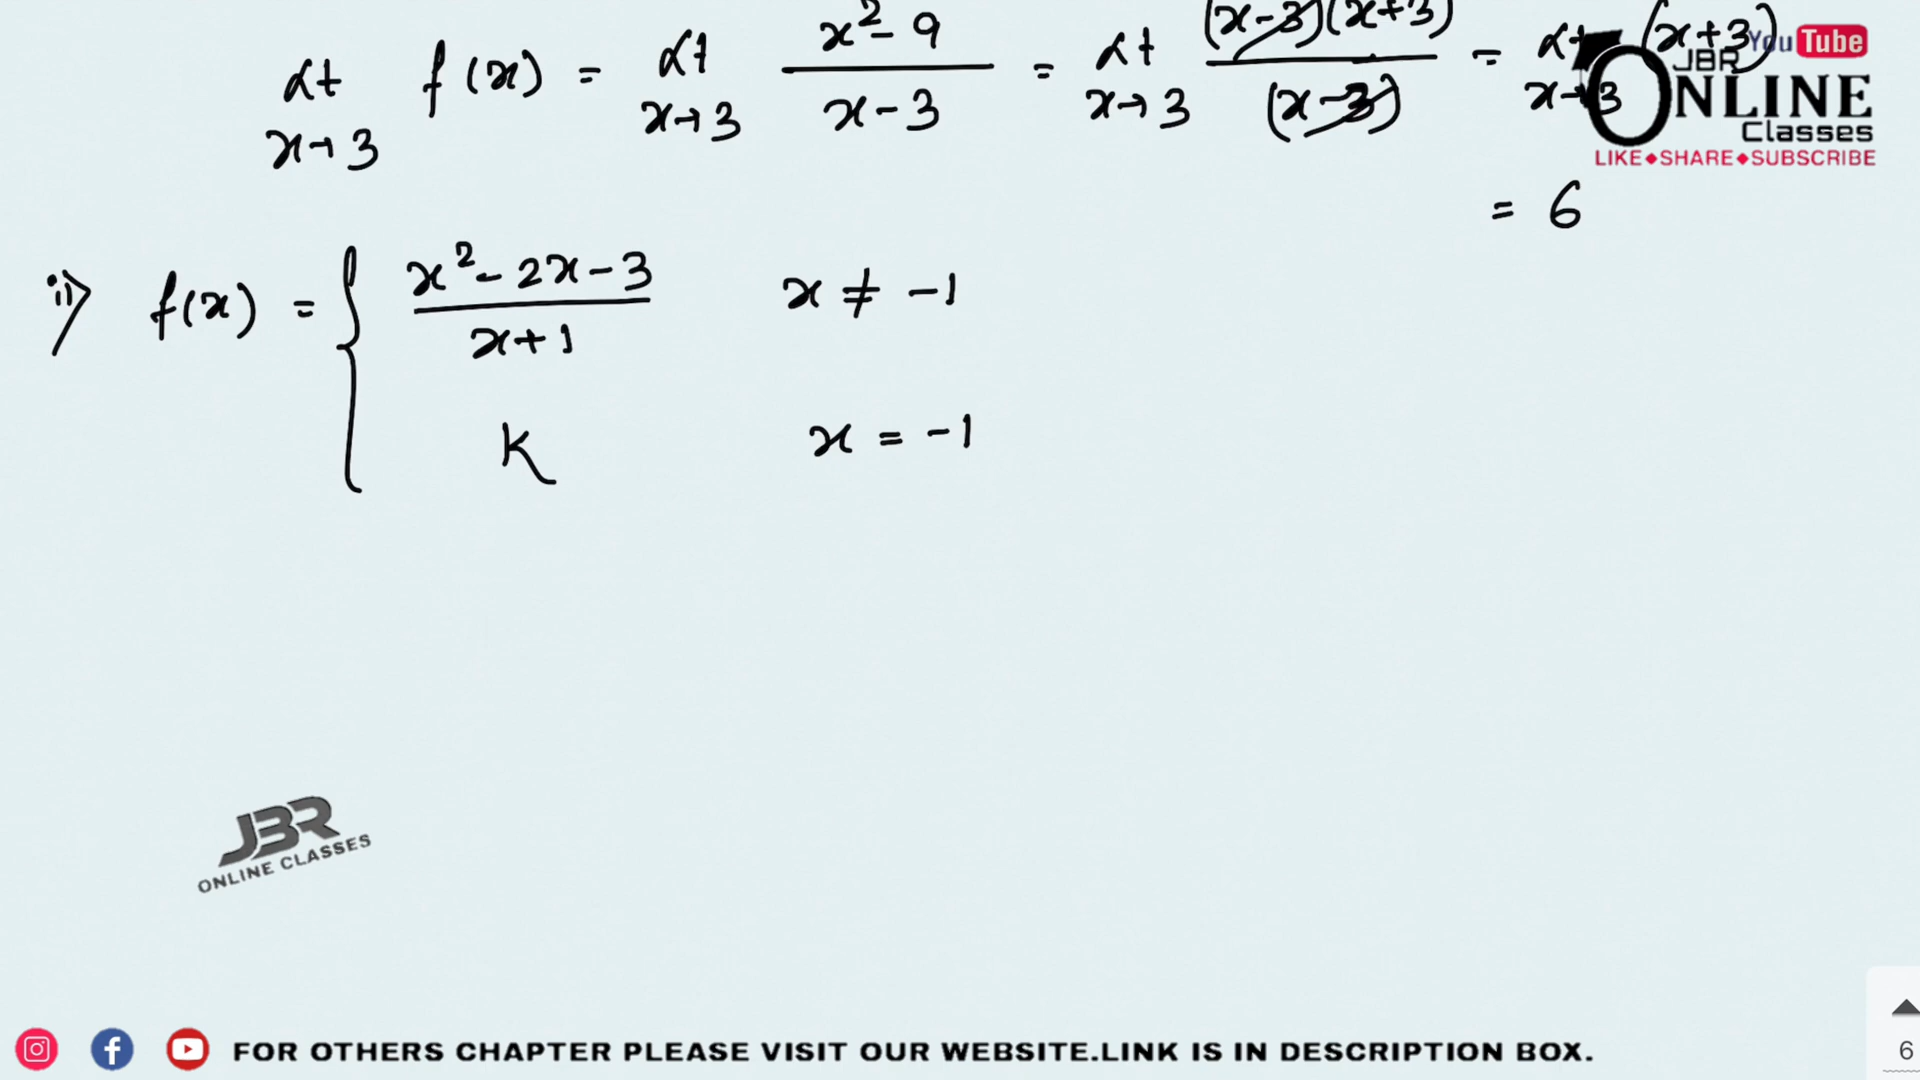 Lt x→3 f(x) = Lt x→3 x²-9 / x-3 = Lt x→3 (x-3)(x+3) / (x-3) = Lt x→3 (x+3)
= 6
ii) f(x) = { x²-2x-3 / x+1 x ≠ -1
K x = -1
YouTube
JBR
ONLINE
Classes
LIKE◆SHARE◆SUBSCRIBE
JBR
ONLINE CLASSES
FOR OTHERS CHAPTER PLEASE VISIT OUR WEBSITE.LINK IS IN DESCRIPTION BOX.
6